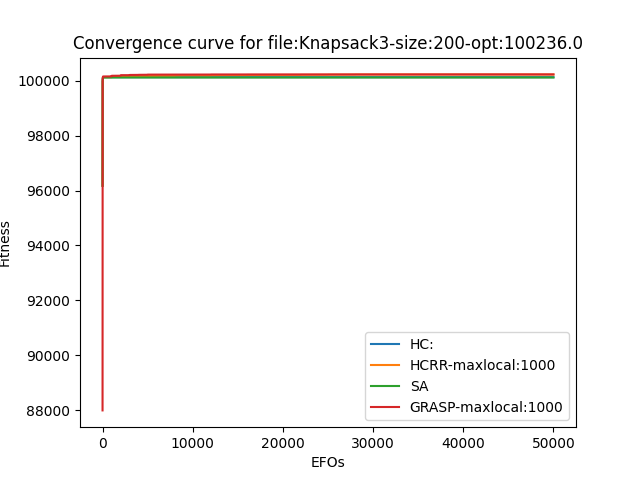 Convergence curve for file:Knapsack3-size:200-opt:100236.0
100000
98000
96000
94000
92000
90000
88000
Fitness
HC:
HCRR-maxlocal:1000
SA
GRASP-maxlocal:1000
0
10000
20000
30000
40000
50000
EFOs